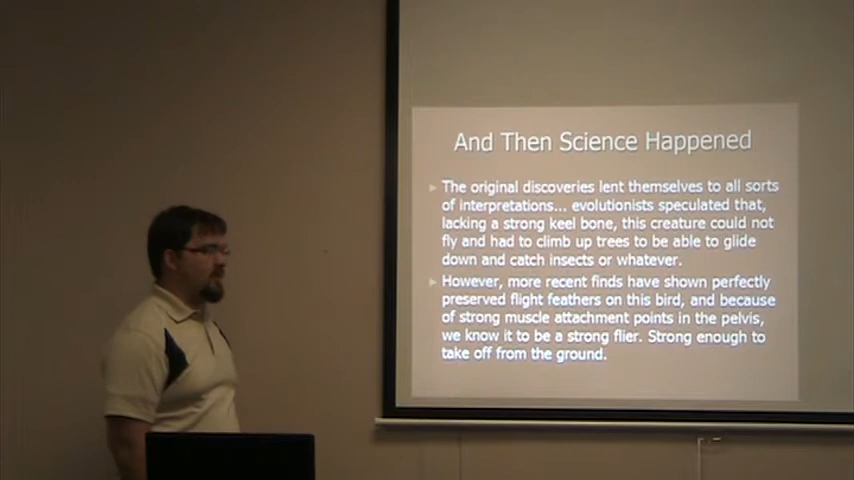 And Then Science Happened
The original discoveries lent themselves to all sorts
of interpretations... evolutionists speculated that,
lacking a strong keel bone, this creature could not
fly and had to climb up trees to be able to glide
down and catch insects or whatever.
However, more recent finds have shown perfectly
preserved flight feathers on this bird, and because
of strong muscle attachment points in the pelvis,
we know it to be a strong flier. Strong enough to
take off from the ground.